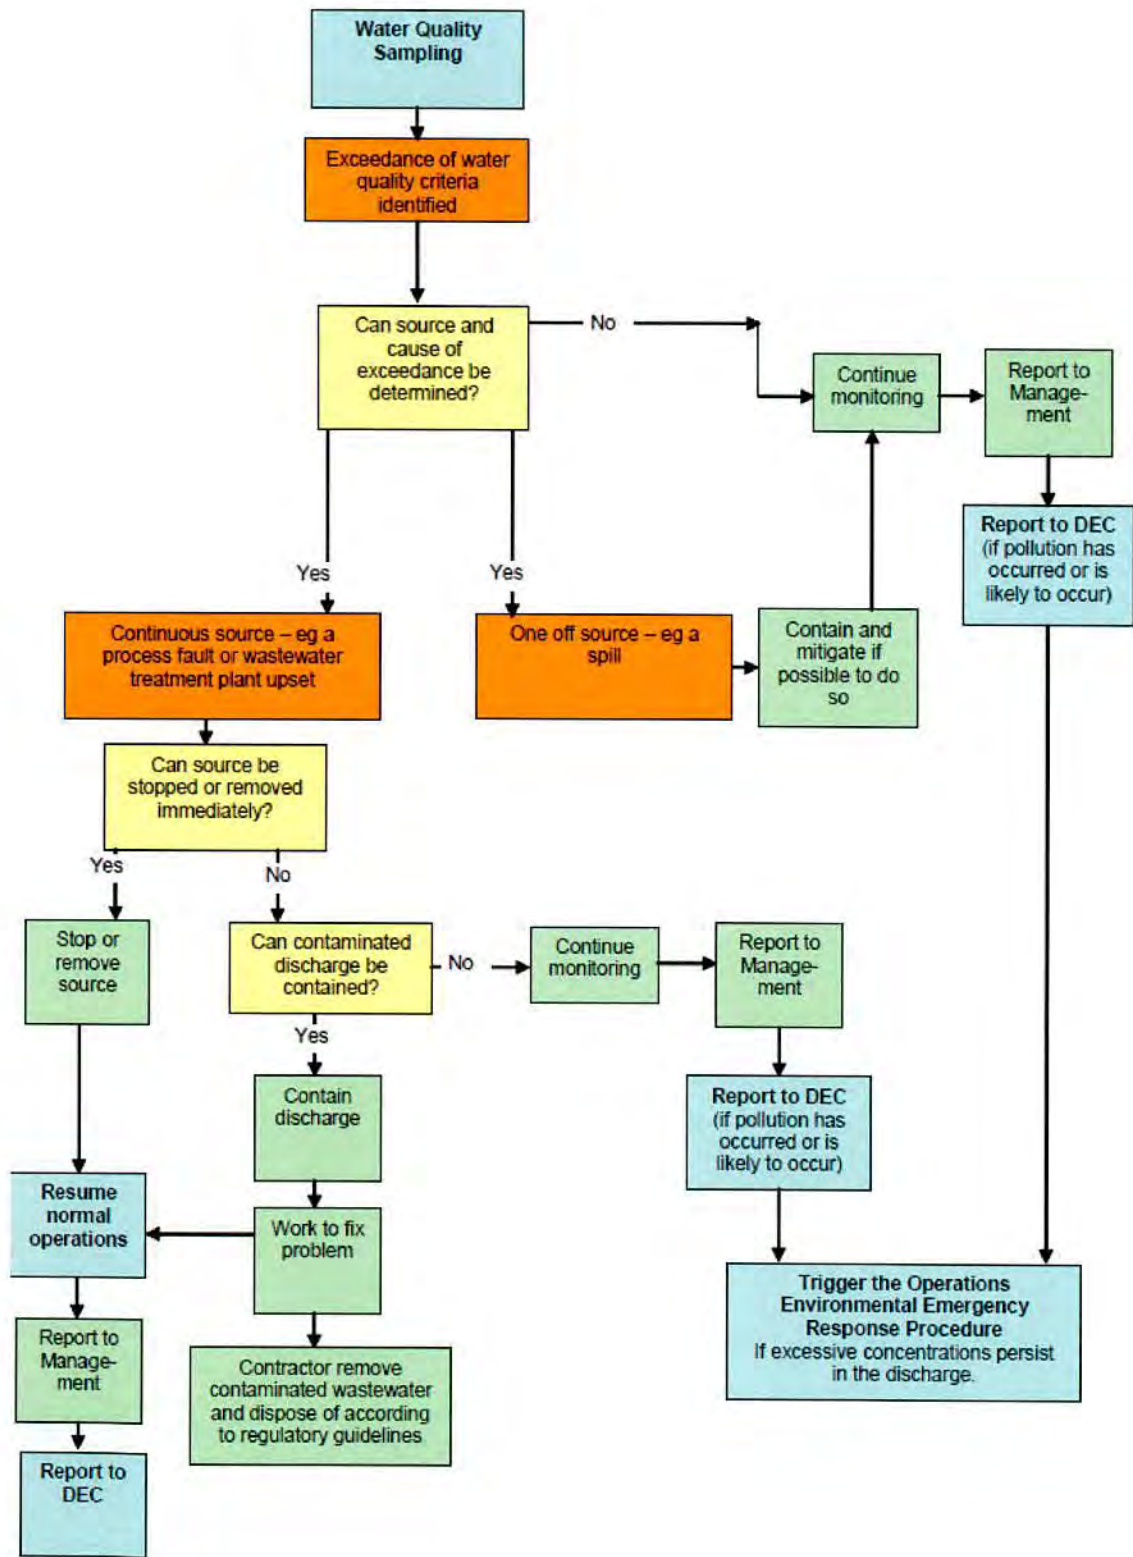 Water Quality
Sampling
Exceedance of water
quality criteria
identified
Can source and
cause of
exceedance be
determined?
No
Continue
monitoring
Report to
Manage-
ment
Report to DEC
(if pollution has
occurred or is
likely to occur)
Yes
Yes
Continuous source – eg a
process fault or wastewater
treatment plant upset
One off source – eg a
spill
Contain and
mitigate if
possible to do
so
Can source be
stopped or removed
immediately?
Yes
No
Stop or
remove
source
Can contaminated
discharge be
contained?
No
Continue
monitoring
Report to
Manage-
ment
Yes
Contain
discharge
Report to DEC
(if pollution has
occurred or is
likely to occur)
Resume
normal
operations
Work to fix
problem
Trigger the Operations
Environmental Emergency
Response Procedure
If excessive concentrations persist
in the discharge.
Report to
Manage-
ment
Contractor remove
contaminated wastewater
and dispose of according
to regulatory guidelines
Report to
DEC